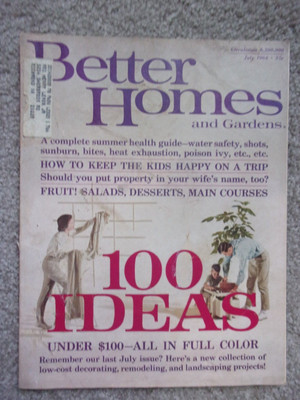 Better
Homes
and Gardens
A complete summer health guide—water safety, shots,
sunburn, bites, heat exhaustion, poison ivy, etc., etc.
HOW TO KEEP THE KIDS HAPPY ON A TRIP
Should you put property in your wife's name, too?
FRUIT! SALADS, DESSERTS, MAIN COURSES
100
IDEAS
UNDER $100—ALL IN FULL COLOR
Remember our last July issue? Here's a new collection of
low-cost decorating, remodeling, and landscaping projects!